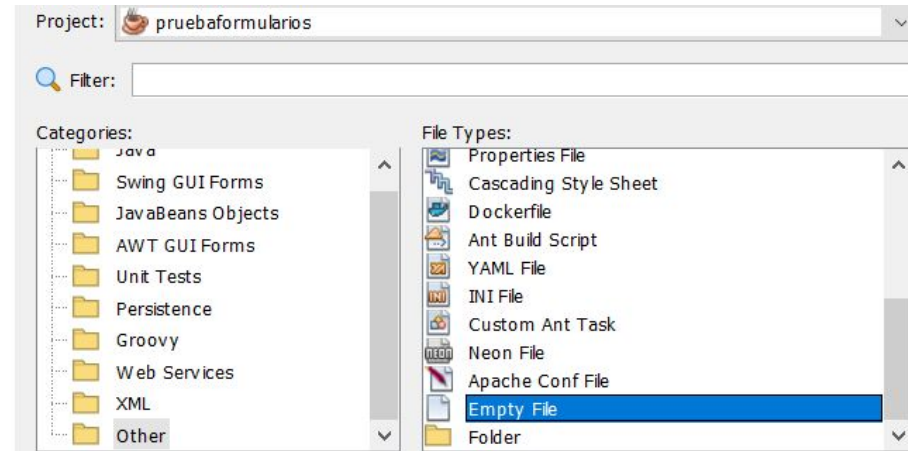 Project: pruebaformularios
Filter:
Categories:
Java
Swing GUI Forms
JavaBeans Objects
AWT GUI Forms
Unit Tests
Persistence
Groovy
Web Services
XML
Other
File Types:
Properties File
Cascading Style Sheet
Dockerfile
Ant Build Script
YAML File
INI File
Custom Ant Task
Neon File
Apache Conf File
Empty File
Folder